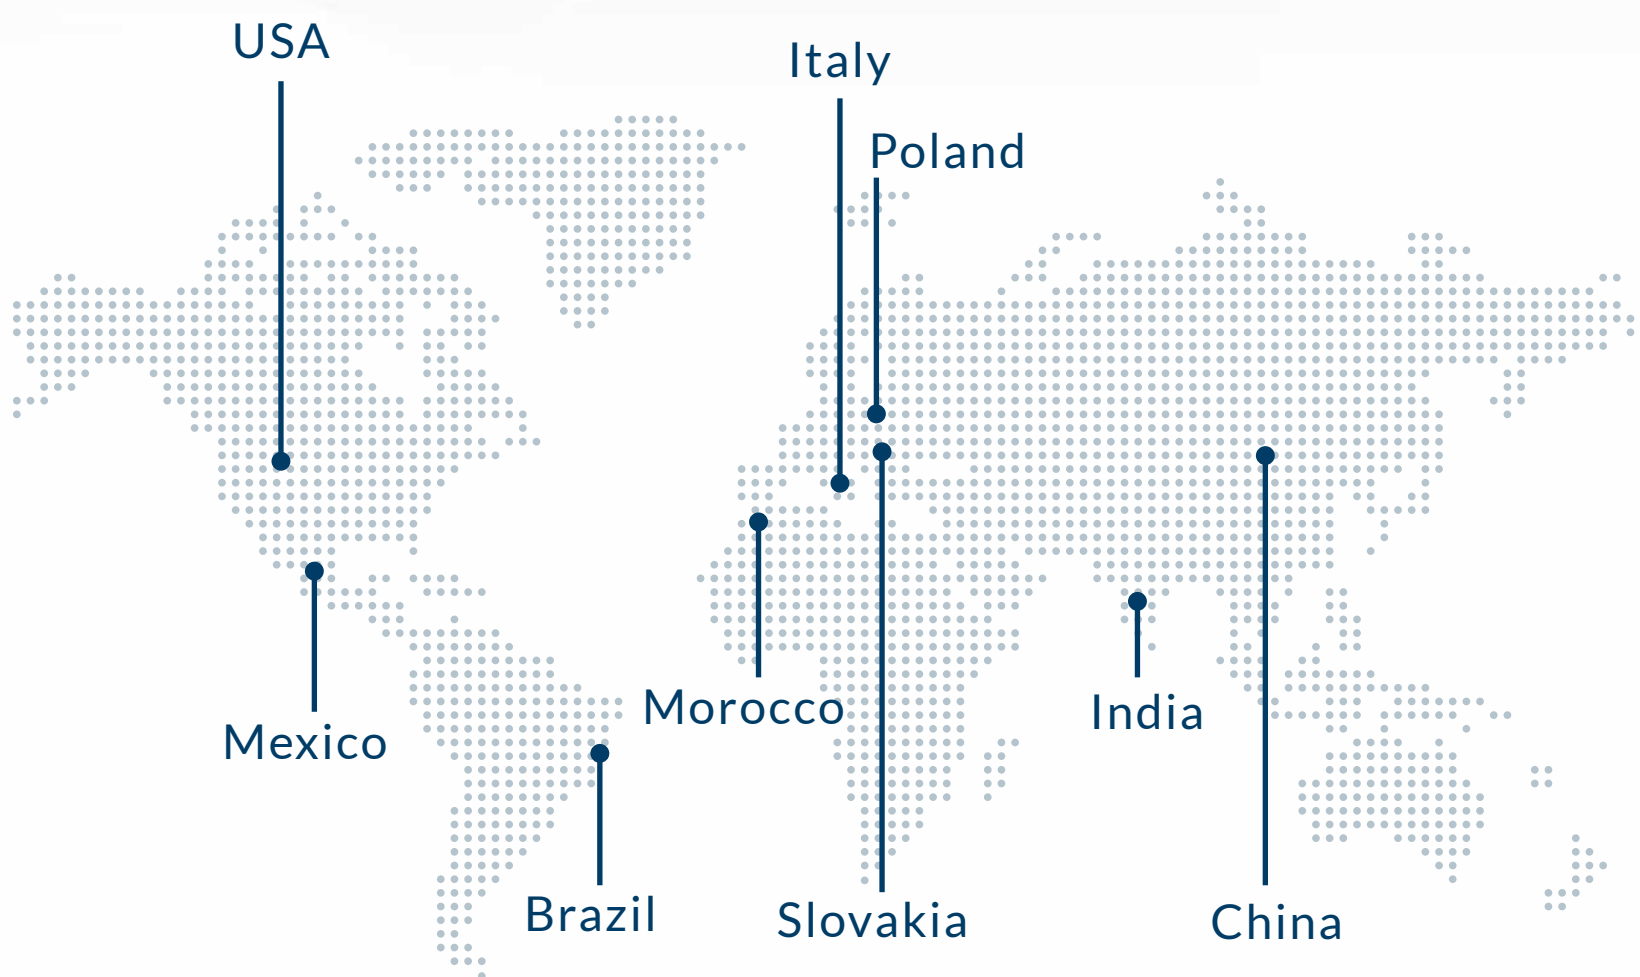 USA
Italy
Poland
Morocco
India
Mexico
Brazil
Slovakia
China